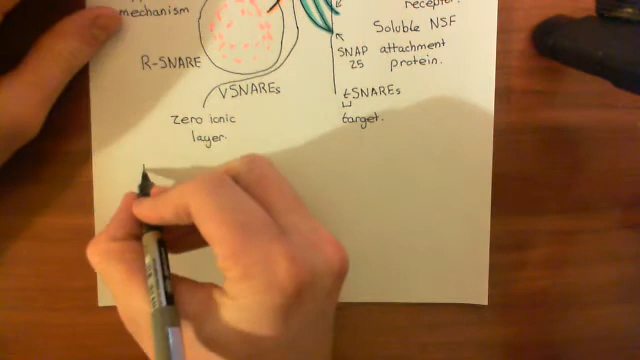 mechanism
R-SNARE
VSNAREs
Zero ionic
layer.
receptor.
Soluble NSF
SNAP attachment
25 protein.
tSNAREs
target.